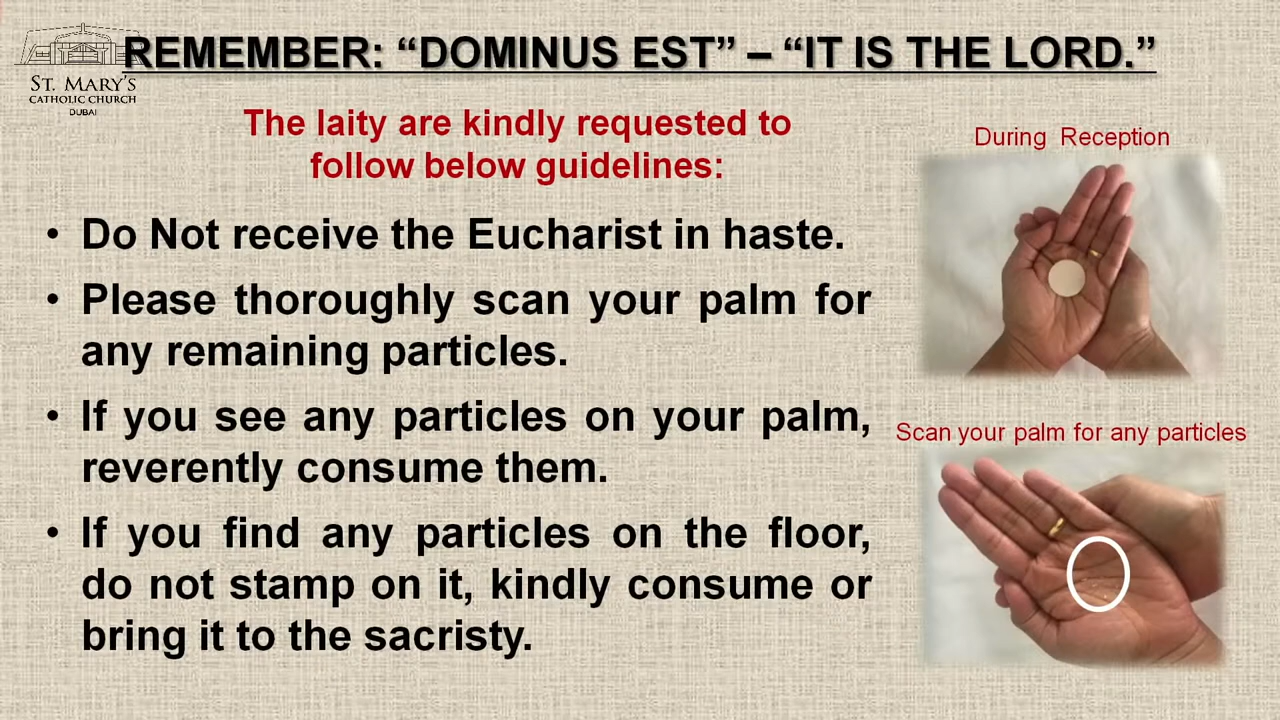 REMEMBER: “DOMINUS EST” – “IT IS THE LORD.”
ST. MARY'S
CATHOLIC CHURCH
DUBAI
The laity are kindly requested to
follow below guidelines:
• Do Not receive the Eucharist in haste.
• Please thoroughly scan your palm for
any remaining particles.
• If you see any particles on your palm,
reverently consume them.
• If you find any particles on the floor,
do not stamp on it, kindly consume or
bring it to the sacristy.
During Reception
Scan your palm for any particles